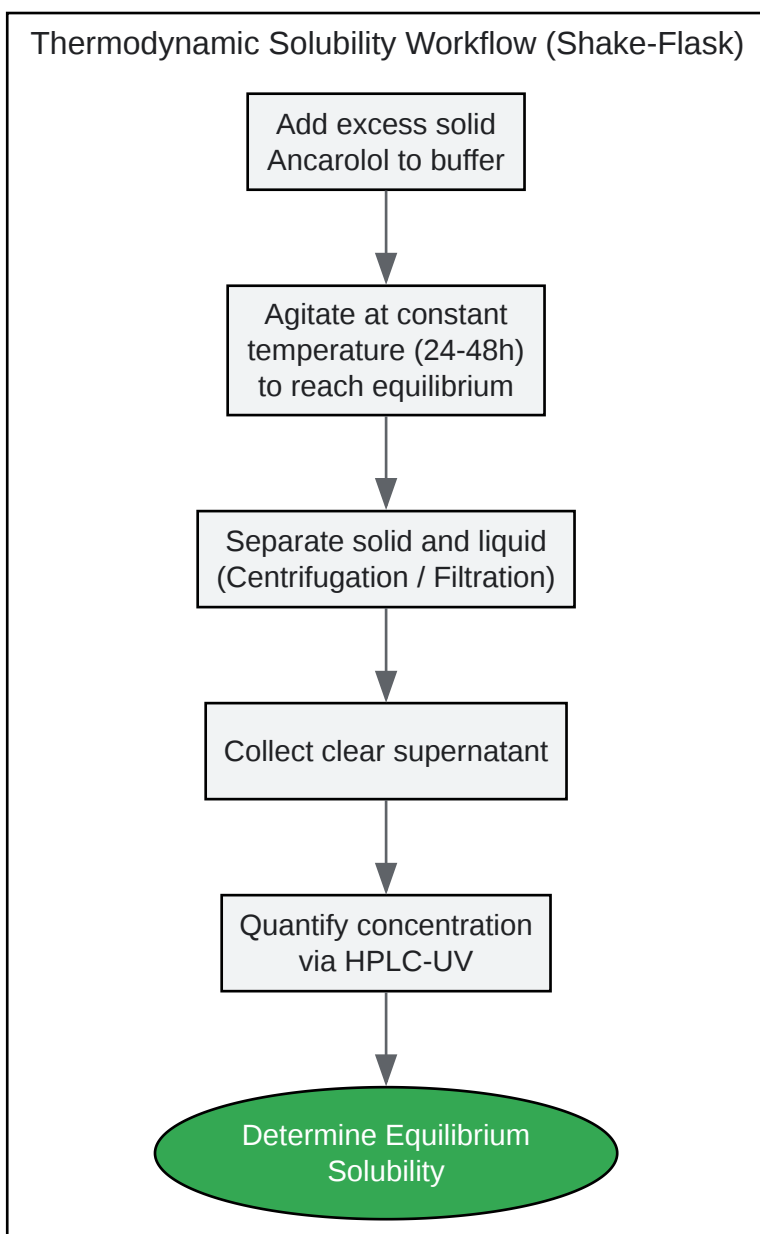 Thermodynamic Solubility Workflow (Shake-Flask)
Add excess solid
Ancarolol to buffer
Agitate at constant
temperature (24-48h)
to reach equilibrium
Separate solid and liquid
(Centrifugation / Filtration)
Collect clear supernatant
Quantify concentration
via HPLC-UV
Determine Equilibrium
Solubility